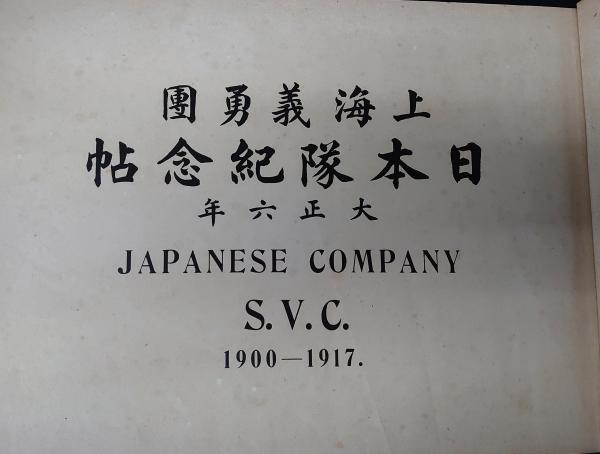 上海義勇團
日本隊紀念帖
大正六年
JAPANESE COMPANY
S.V.C.
1900—1917.